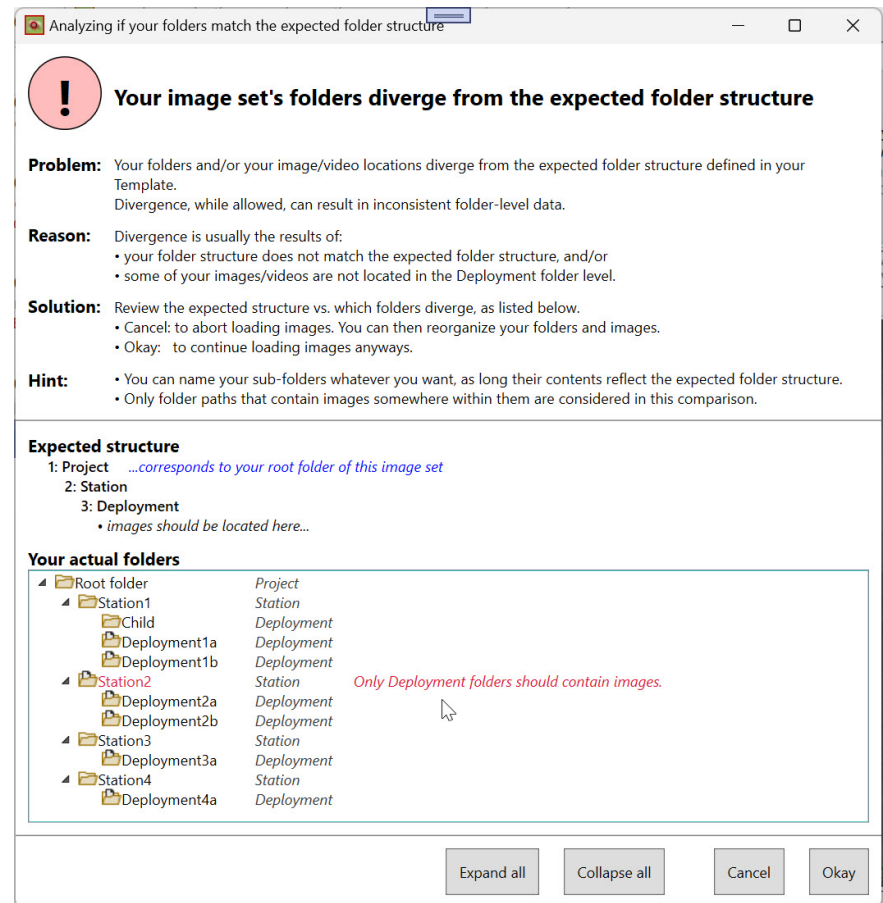 Analyzing if your folders match the expected folder structure
!
Your image set's folders diverge from the expected folder structure
Problem: Your folders and/or your image/video locations diverge from the expected folder structure defined in your
Template.
Divergence, while allowed, can result in inconsistent folder-level data.
Reason: Divergence is usually the results of:
• your folder structure does not match the expected folder structure, and/or
• some of your images/videos are not located in the Deployment folder level.
Solution: Review the expected structure vs. which folders diverge, as listed below.
• Cancel: to abort loading images. You can then reorganize your folders and images.
• Okay: to continue loading images anyways.
Hint: • You can name your sub-folders whatever you want, as long their contents reflect the expected folder structure.
• Only folder paths that contain images somewhere within them are considered in this comparison.
Expected structure
1: Project ...corresponds to your root folder of this image set
2: Station
3: Deployment
• images should be located here...
Your actual folders
Root folder Project
Station1 Station
Child Deployment
Deployment1a Deployment
Deployment1b Deployment
Station2 Station Only Deployment folders should contain images.
Deployment2a Deployment
Deployment2b Deployment
Station3 Station
Deployment3a Deployment
Station4 Station
Deployment4a Deployment
Expand all Collapse all Cancel Okay